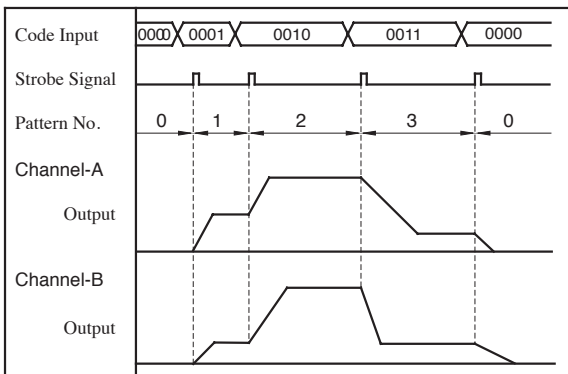 Code Input 0000 0001 0010 0011 0000
Strobe Signal
Pattern No. 0 1 2 3 0
Channel-A
Output
Channel-B
Output